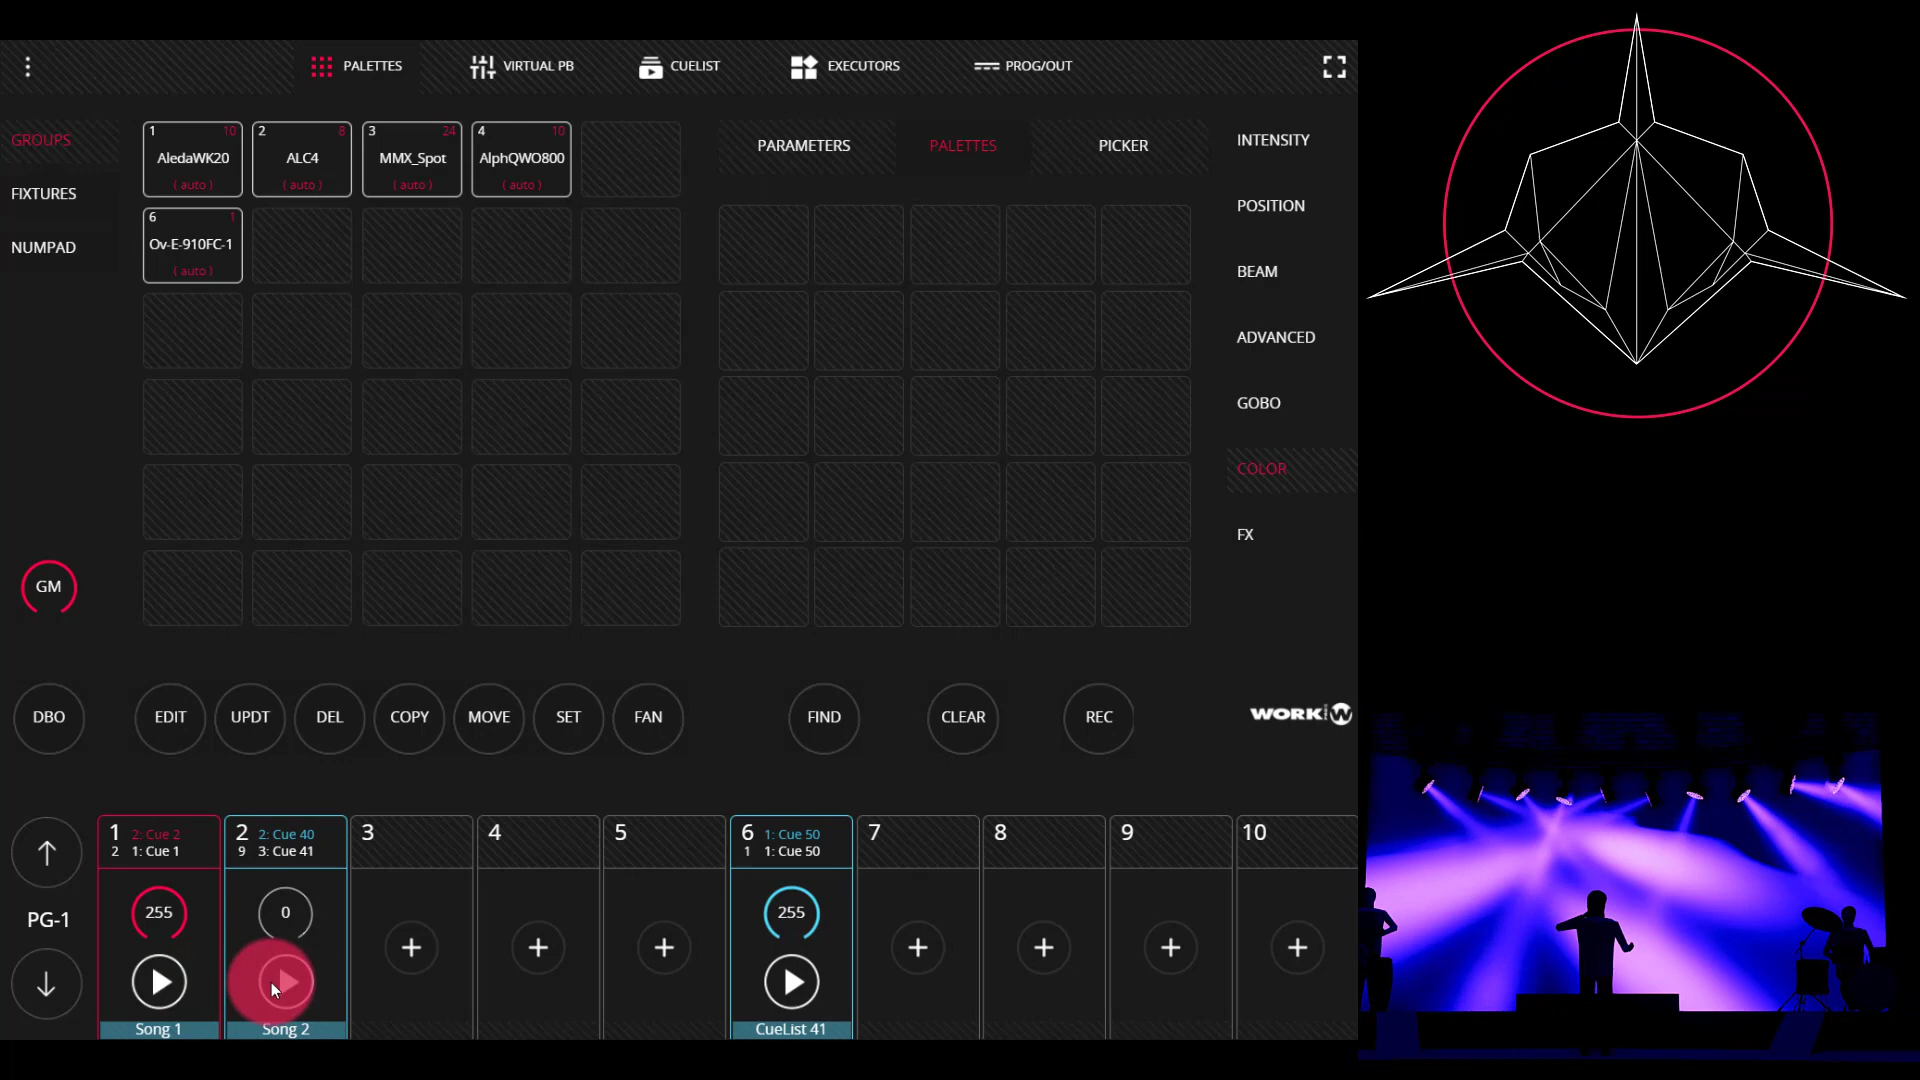 PALETTES
VIRTUAL PB
CUELIST
EXECUTORS
PROG/OUT
GROUPS
FIXTURES
NUMPAD
1 10
AledaWK20
( auto )
2 8
ALC4
( auto )
3 24
MMX_Spot
( auto )
4 10
AlphQWO800
( auto )
6 1
Ov-E-910FC-1
( auto )
PARAMETERS
PALETTES
PICKER
INTENSITY
POSITION
BEAM
ADVANCED
GOBO
COLOR
FX
GM
DBO
EDIT
UPDT
DEL
COPY
MOVE
SET
FAN
FIND
CLEAR
REC
WORK
PG-1
1 2: Cue 2
2 1: Cue 1
255
Song 1
2 2: Cue 40
9 3: Cue 41
0
Song 2
3
4
5
6 1: Cue 50
1 1: Cue 50
255
CueList 41
7
8
9
10